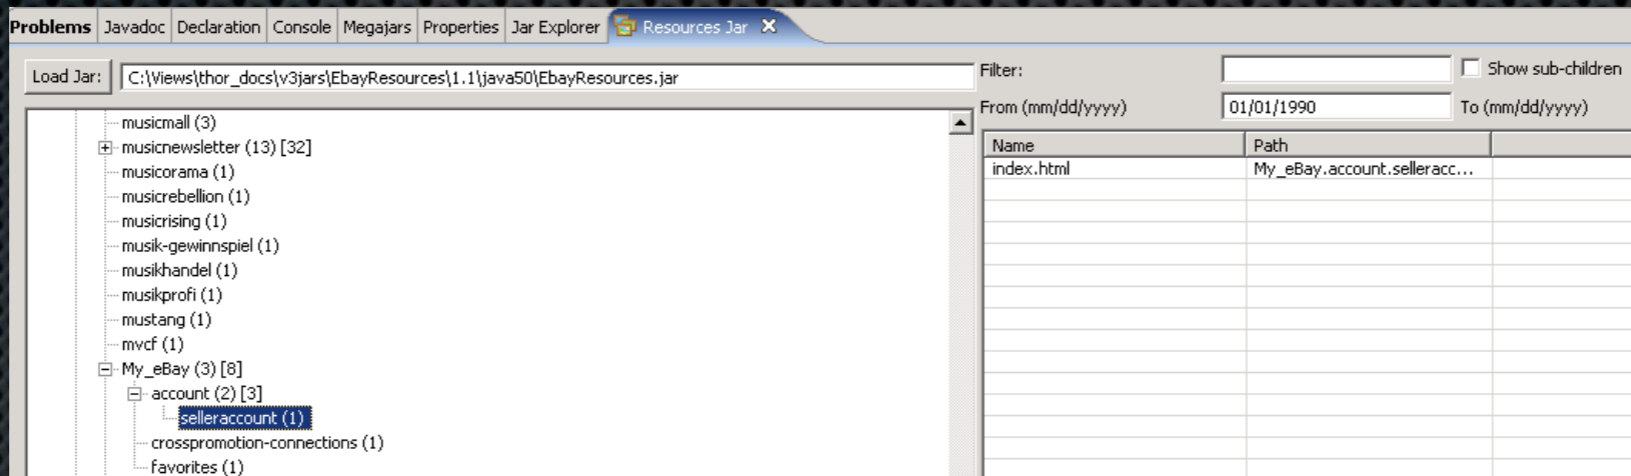 Problems Javadoc Declaration Console Megajars Properties Jar Explorer Resources Jar
Load Jar: C:\Views\thor_docs\v3jars\EbayResources\1.1\java50\EbayResources.jar
musicmall (3)
musicnewsletter (13) [32]
musicorama (1)
musicrebellion (1)
musicrising (1)
musik-gewinnspiel (1)
musikhandel (1)
musikprofi (1)
mustang (1)
mvcf (1)
My_eBay (3) [8]
account (2) [3]
selleraccount (1)
crosspromotion-connections (1)
favorites (1)
Filter: Show sub-children
From (mm/dd/yyyy) 01/01/1990 To (mm/dd/yyyy)
Name Path
index.html My_eBay.account.selleracc...